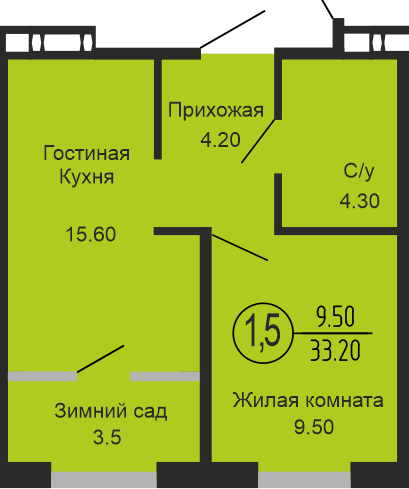 Прихожая
4.20
Гостиная
Кухня
15.60
С/у
4.30
1,5
9.50
33.20
Зимний сад
3.5
Жилая комната
9.50